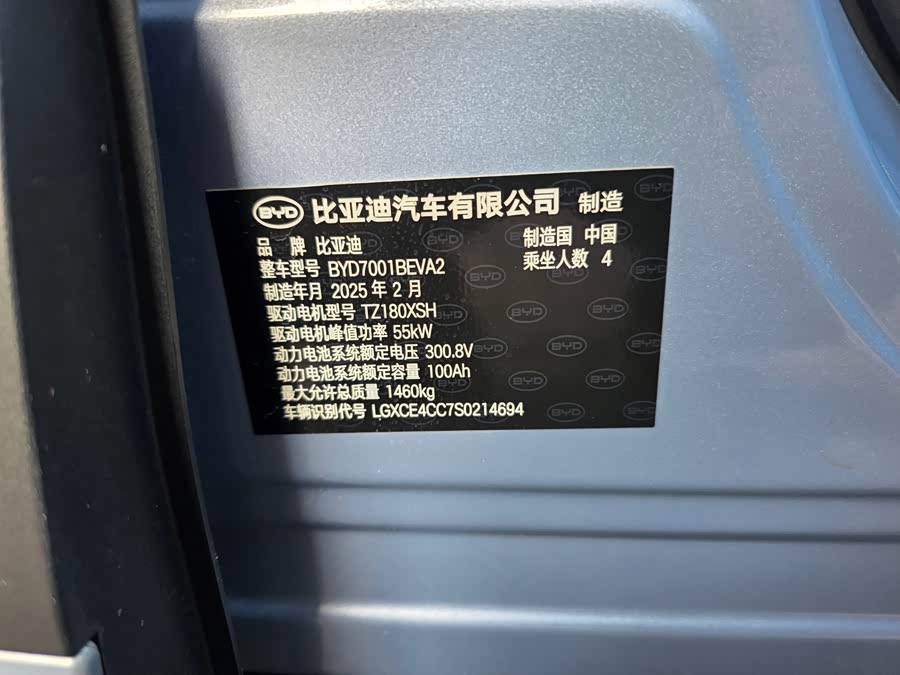 BYD 比亚迪汽车有限公司 制造
品 牌 比亚迪
制造国 中国
整车型号 BYD7001BEVA2
乘坐人数 4
制造年月 2025 年 2 月
驱动电机型号 TZ180XSH
驱动电机峰值功率 55kW
动力电池系统额定电压 300.8V
动力电池系统额定容量 100Ah
最大允许总质量 1460kg
车辆识别代号 LGXCE4CC7S0214694